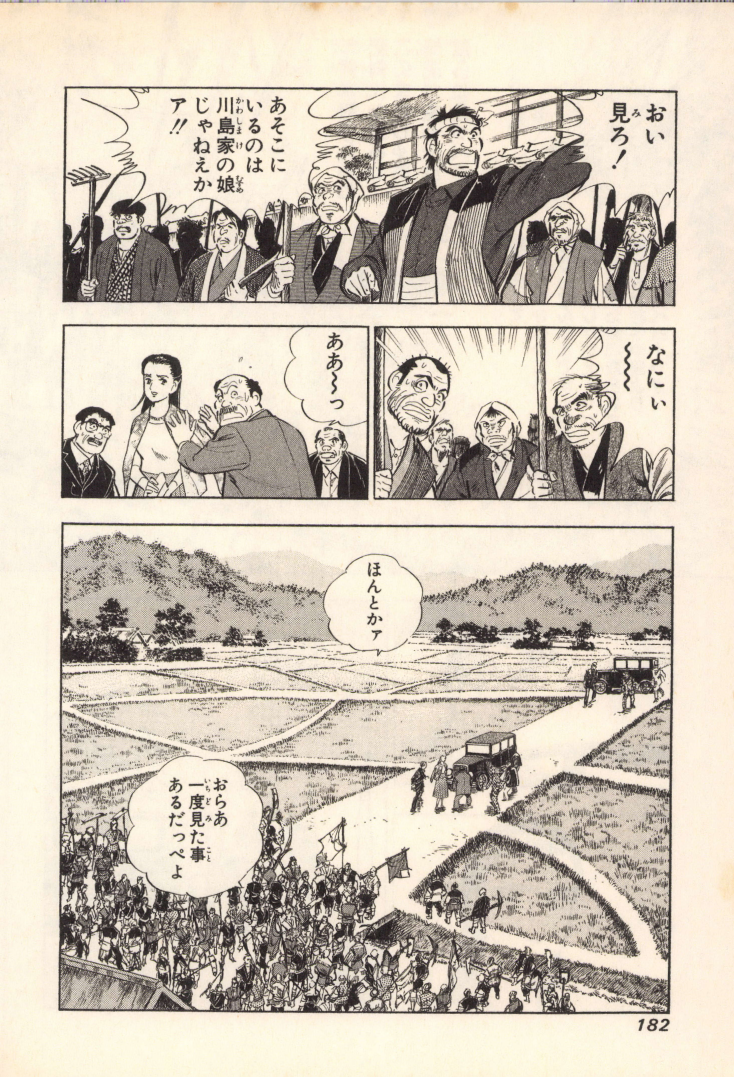 おい
見ろ！
あそこに
いるのは
川島家の娘
じゃねえか
ア!!
なにぃ
〜〜〜
ああ〜っ
ほんとかァ
おらあ
一度見た事
あるだっぺよ
182